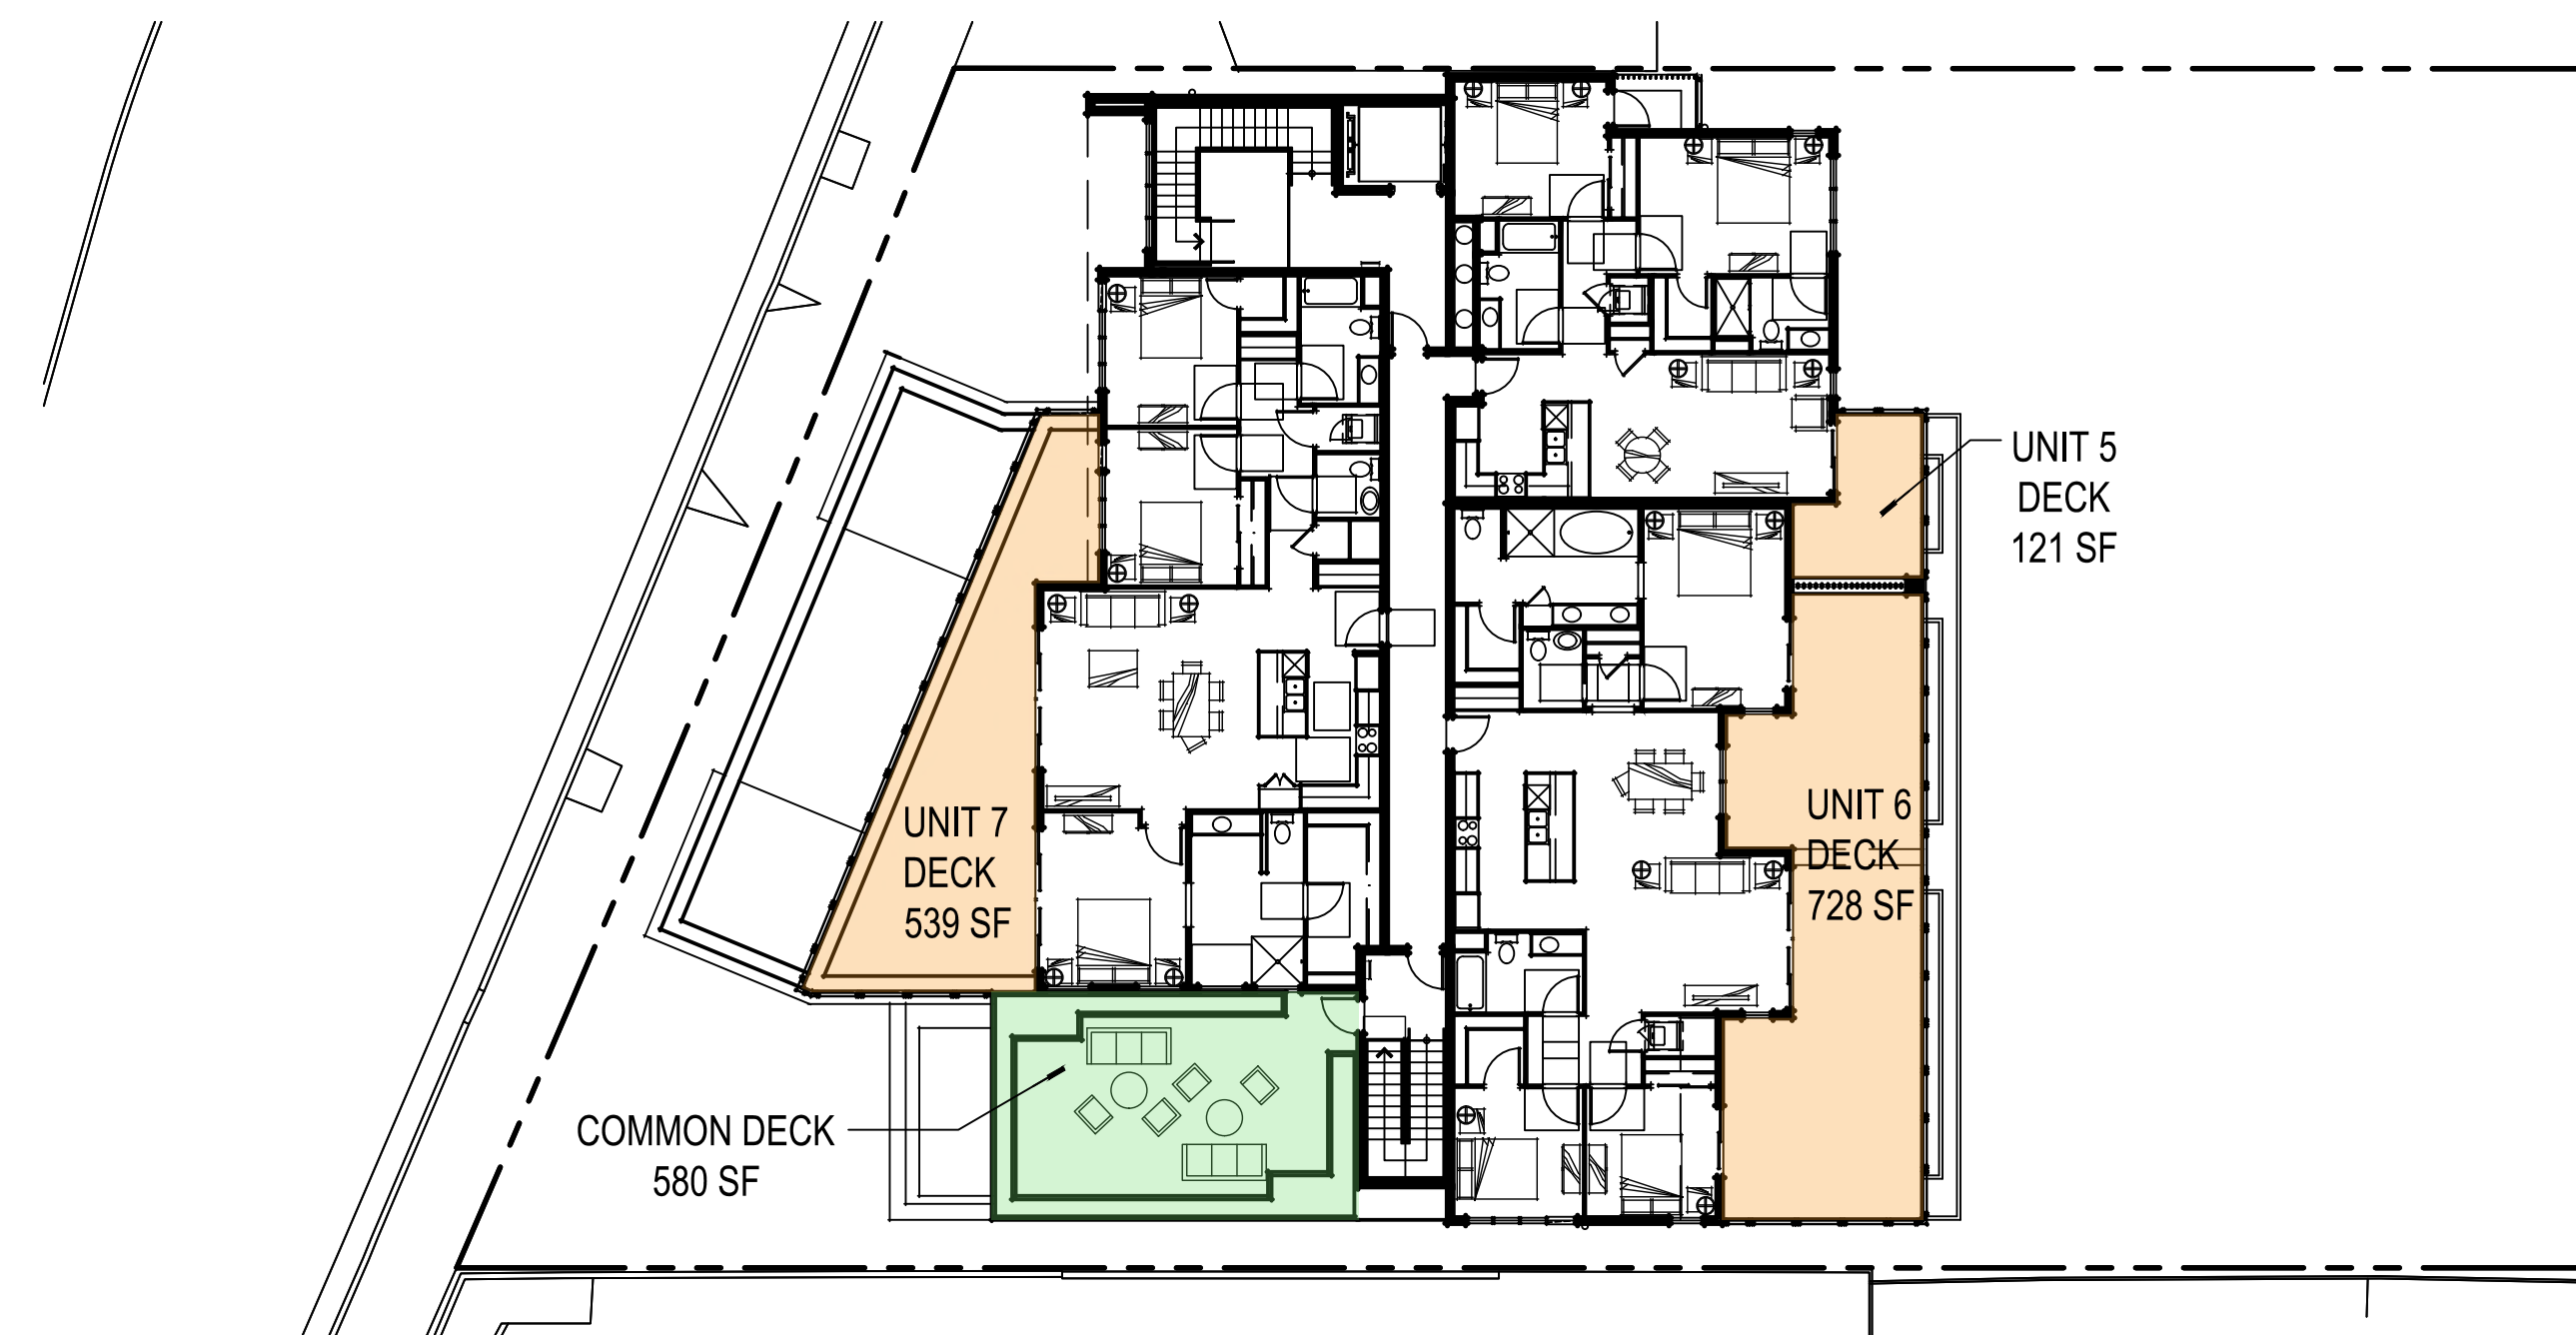 UNIT 5
DECK
121 SF
UNIT 7
DECK
539 SF
UNIT 6
DECK
728 SF
COMMON DECK
580 SF